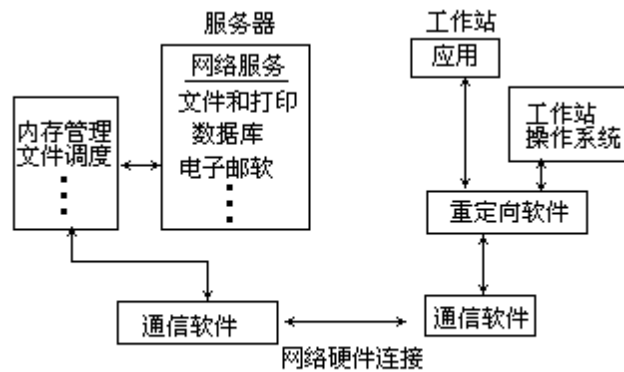 服务器
网络服务
文件和打印
数据库
电子邮软
内存管理
文件调度
通信软件
网络硬件连接
工作站
应用
工作站
操作系统
重定向软件
通信软件